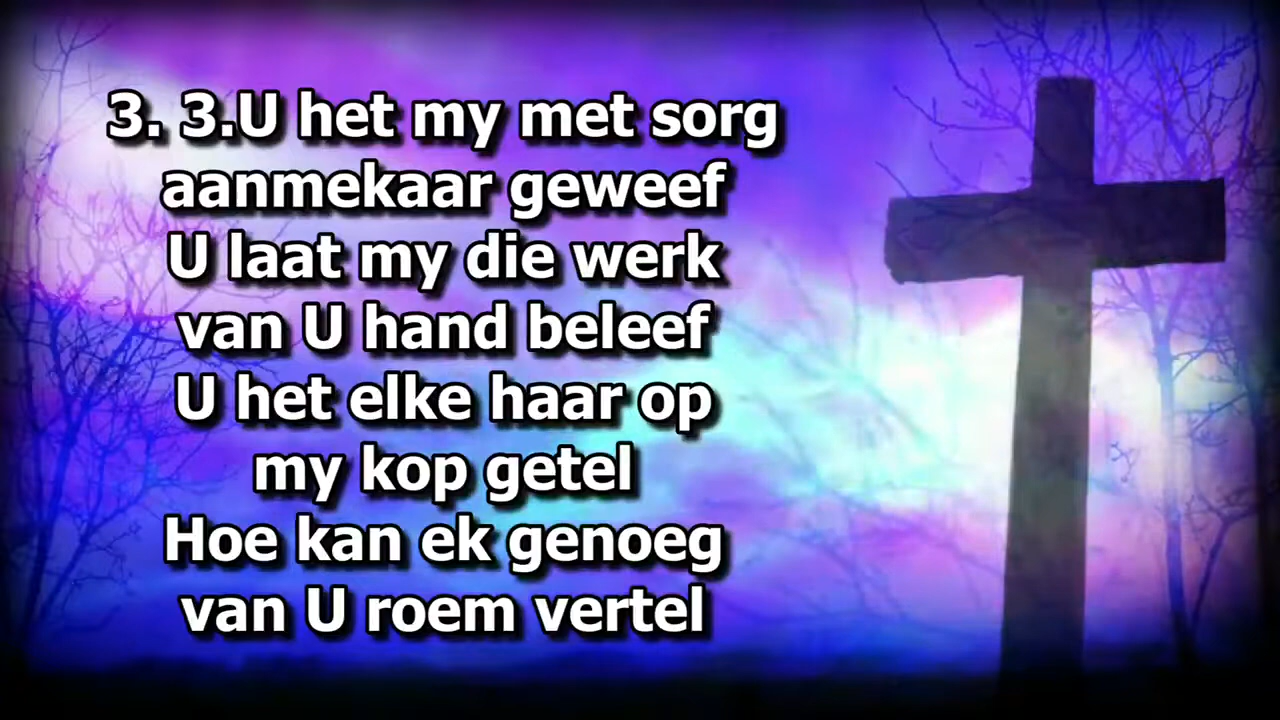 3. 3.U het my met sorg
aanmekaar geweef
U laat my die werk
van U hand beleef
U het elke haar op
my kop getel
Hoe kan ek genoeg
van U roem vertel